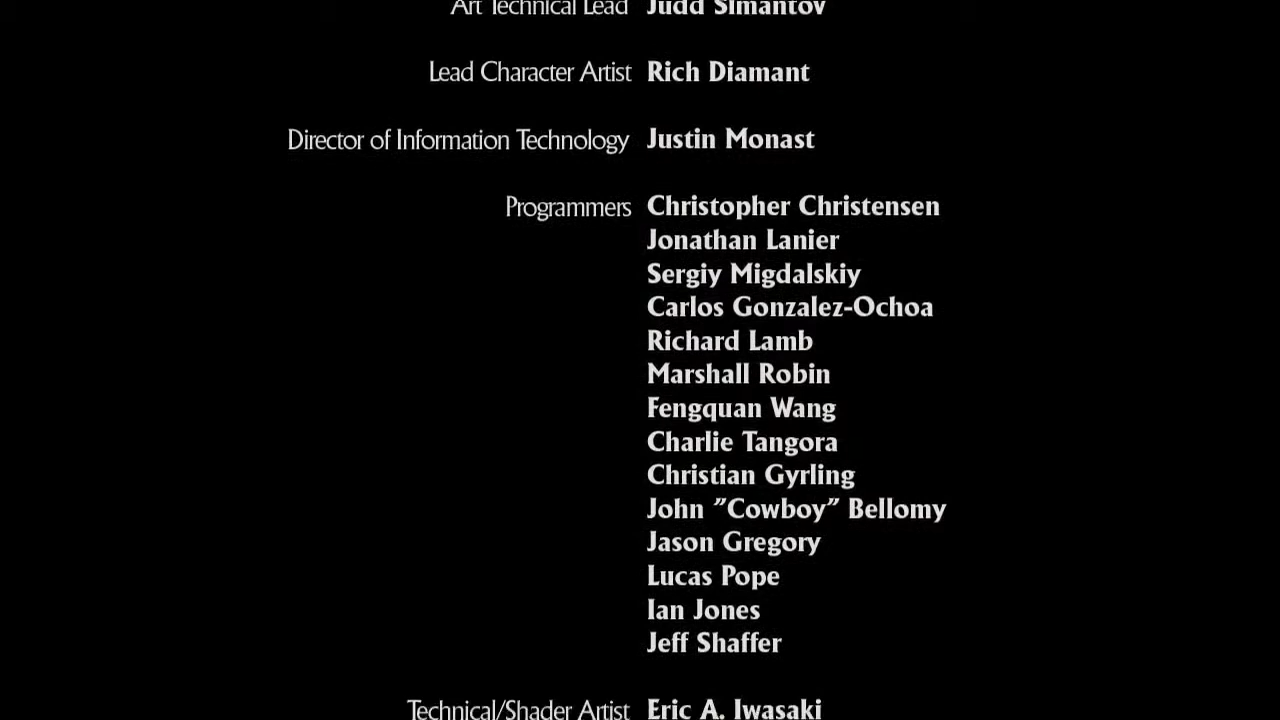 Art Technical Lead Judd Simantov
Lead Character Artist Rich Diamant
Director of Information Technology Justin Monast
Programmers Christopher Christensen
Jonathan Lanier
Sergiy Migdalskiy
Carlos Gonzalez-Ochoa
Richard Lamb
Marshall Robin
Fengquan Wang
Charlie Tangora
Christian Gyrling
John ”Cowboy” Bellomy
Jason Gregory
Lucas Pope
Ian Jones
Jeff Shaffer
Technical/Shader Artist Eric A. Iwasaki